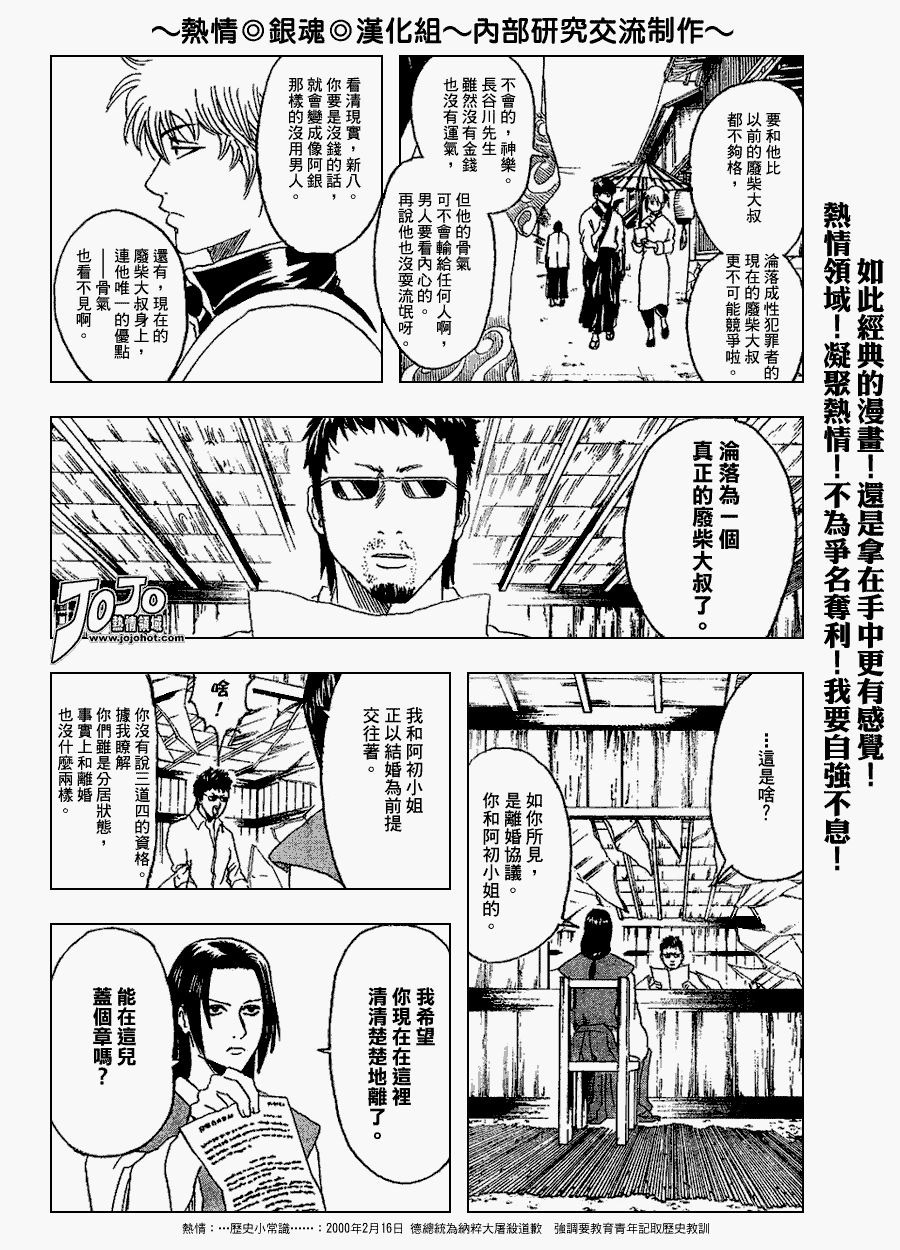 ～熱情◎銀魂◎漢化組～內部研究交流制作～
要和他比
以前的廢柴大叔
都不夠格，
淪落成性犯罪者的
現在的廢柴大叔
更不可能競爭啦。
不會的，神樂。
長谷川先生
雖然沒有金錢
也沒有運氣，
但他的骨氣
可不會輸給任何人啊，
男人要看內心的。
再說他也沒耍流氓呀。
看清現實，新八。
你要是沒錢的話，
就會變成像阿銀
那樣的沒用男人。
還有，現在的
廢柴大叔身上，
連他唯一的優點
——骨氣
也看不見啊。
淪落為一個
真正的廢柴大叔了。
JOJO
熱情領域
www.jojohot.com
…這是啥？
如你所見，
是離婚協議。
你和阿初小姐的
我和阿初小姐
正以結婚為前提
交往著。
啥！
你沒有說三道四的資格。
據我瞭解
你們雖是分居狀態，
事實上和離婚
也沒什麼兩樣。
我希望
你現在在這裡
清清楚楚地離了。
能在這兒
蓋個章嗎？
如此經典的漫畫！還是拿在手中更有感覺！
熱情領域！凝聚熱情！不為爭名奪利！我要自強不息！
熱情：…歷史小常識……：2000年2月16日 德總統為納粹大屠殺道歉 強調要教育青年記取歷史教訓